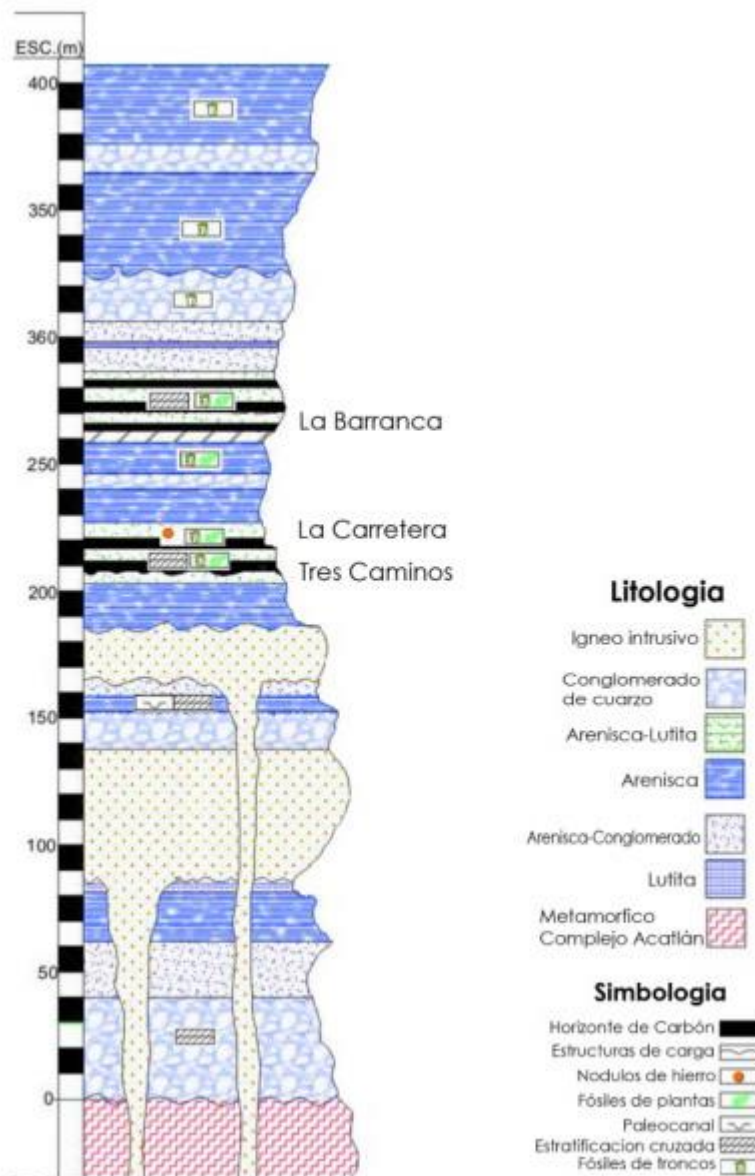 ESC.(m)
400
350
360
La Barranca
250
La Carretera
Tres Caminos
200
150
100
50
0
Litologia
Igneo intrusivo
Conglomerado
de cuarzo
Arenisca-Lutita
Arenisca
Arenisca-Conglomerado
Lutita
Metamorfico
Complejo Acatlán
Simbologia
Horizonte de Carbón
Estructuras de carga
Nodulos de hierro
Fósiles de plantas
Paleocanal
Estratificacion cruzada
Fósiles de troncos